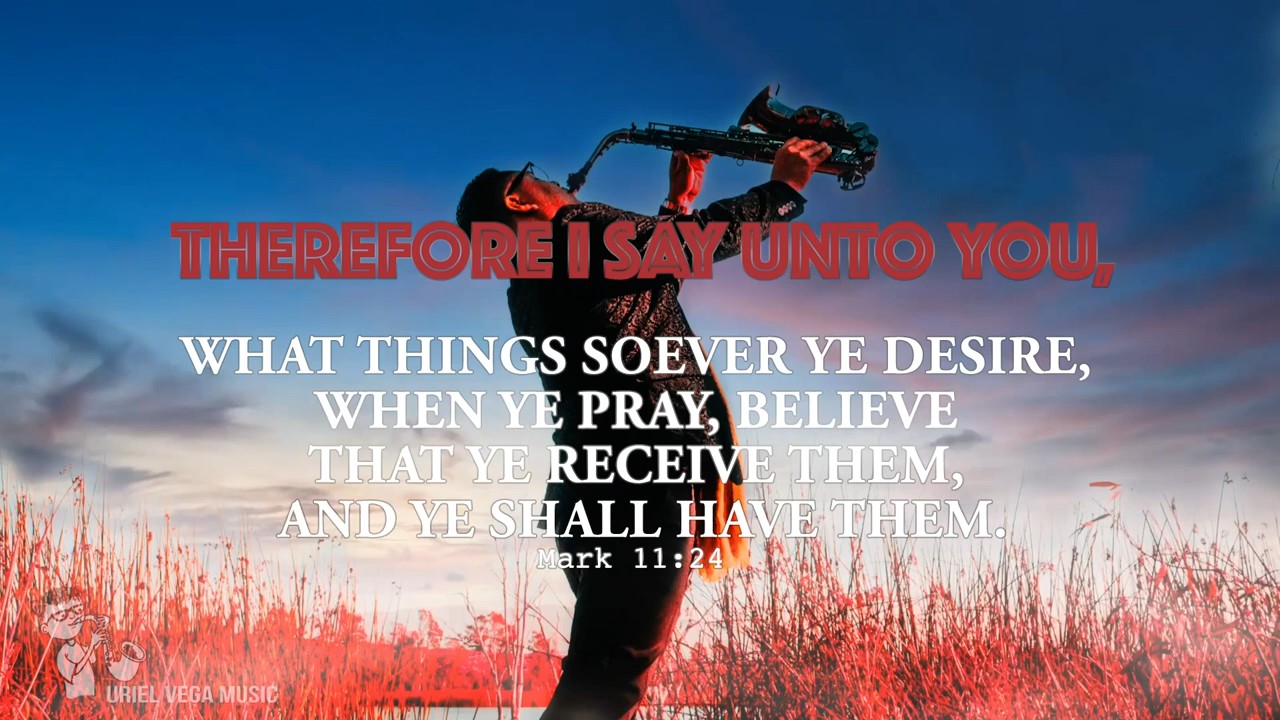 THEREFORE I SAY UNTO YOU,
WHAT THINGS SOEVER YE DESIRE,
WHEN YE PRAY, BELIEVE
THAT YE RECEIVE THEM,
AND YE SHALL HAVE THEM.
Mark 11:24
URIEL VEGA MUSIC